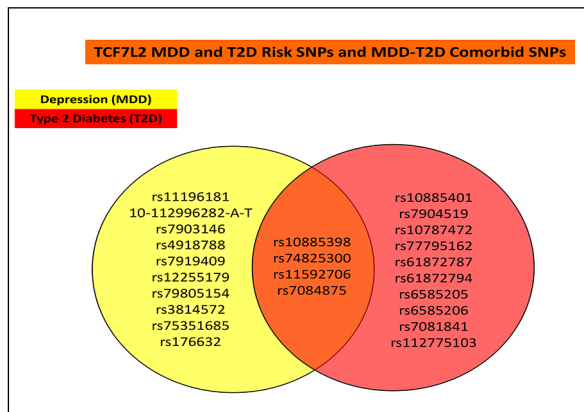 TCF7L2 MDD and T2D Risk SNPs and MDD-T2D Comorbid SNPs
Depression (MDD)
Type 2 Diabetes (T2D)
rs11196181
10-112996282-A-T
rs7903146
rs4918788
rs7919409
rs12255179
rs79805154
rs3814572
rs75351685
rs176632
rs10885398
rs74825300
rs11592706
rs7084875
rs10885401
rs7904519
rs10787472
rs77795162
rs61872787
rs61872794
rs6585205
rs6585206
rs7081841
rs112775103